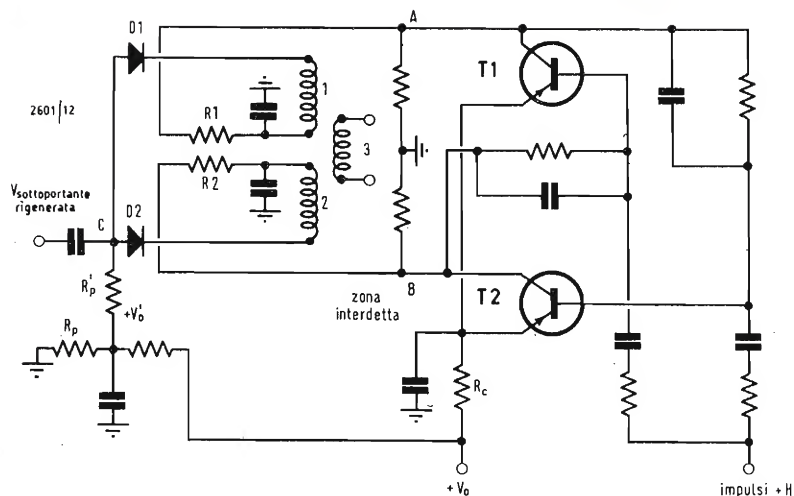 A
D1
T1
2601/12
1
R1
3
R2
2
Vsottoportante
rigenerata
C
D2
R'p
B
zona
interdetta
T2
+V'o
Rp
Rc
+ Vo
impulsi + H